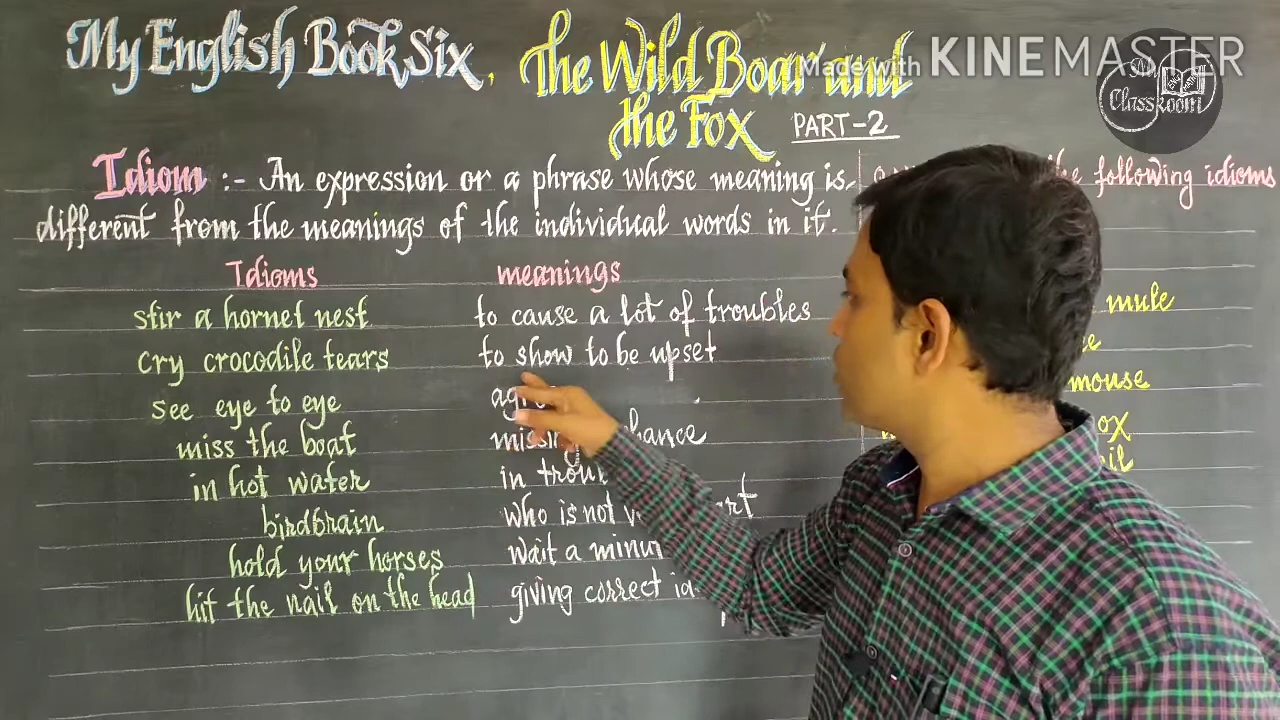 My English Book Six, The Wild Boar and
the Fox PART-2
Made with KINEMASTER
My Classroom
Idiom :- An expression or a phrase whose meaning is
different from the meanings of the individual words in it.
the following idioms
Idioms meanings
stir a hornet nest to cause a lot of troubles
cry crocodile tears to show to be upset
see eye to eye
miss the boat missing chance
in hot water in
birdbrain who is not
hold your horses wait a
hit the nail on the head giving correct
mule
mouse
ox